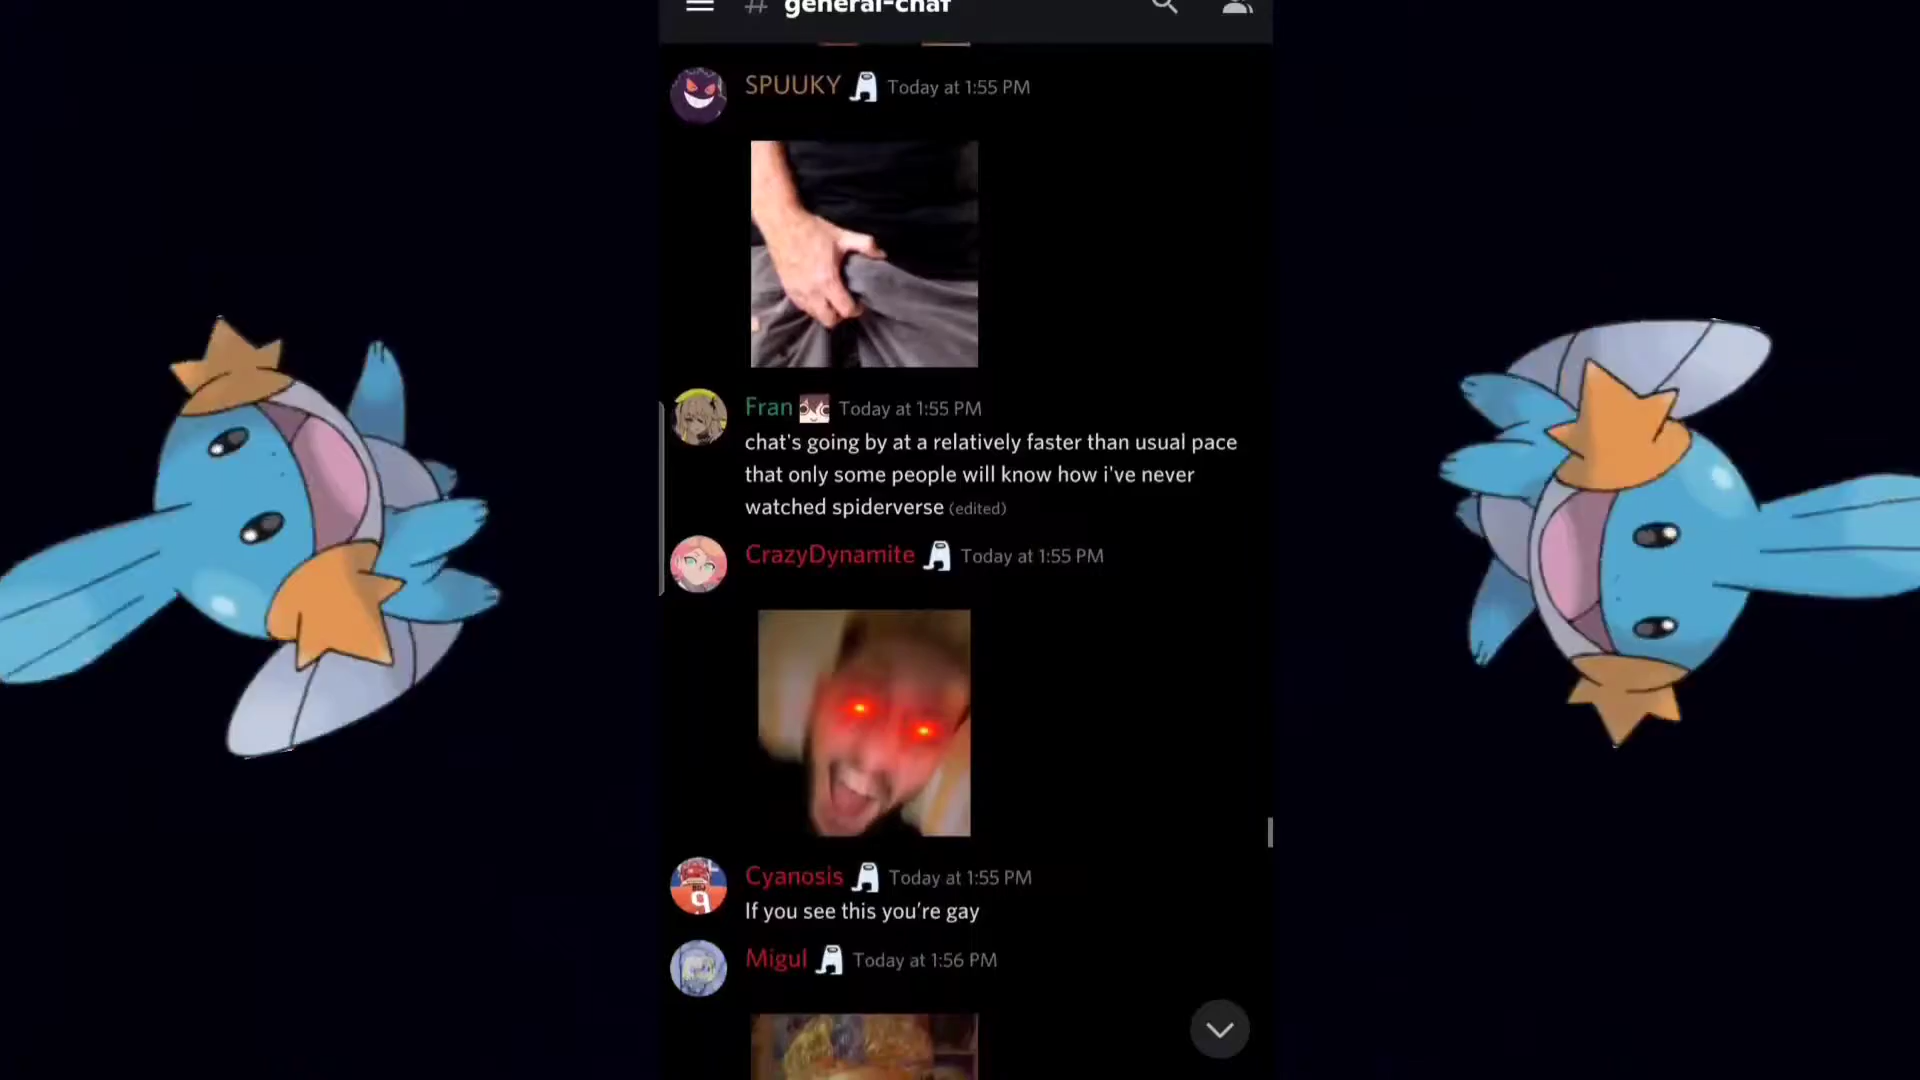 # general-chat
SPUUKY Today at 1:55 PM
Fran Today at 1:55 PM
chat's going by at a relatively faster than usual pace
that only some people will know how i've never
watched spiderverse (edited)
CrazyDynamite Today at 1:55 PM
Cyanosis Today at 1:55 PM
9
If you see this you’re gay
Migul Today at 1:56 PM